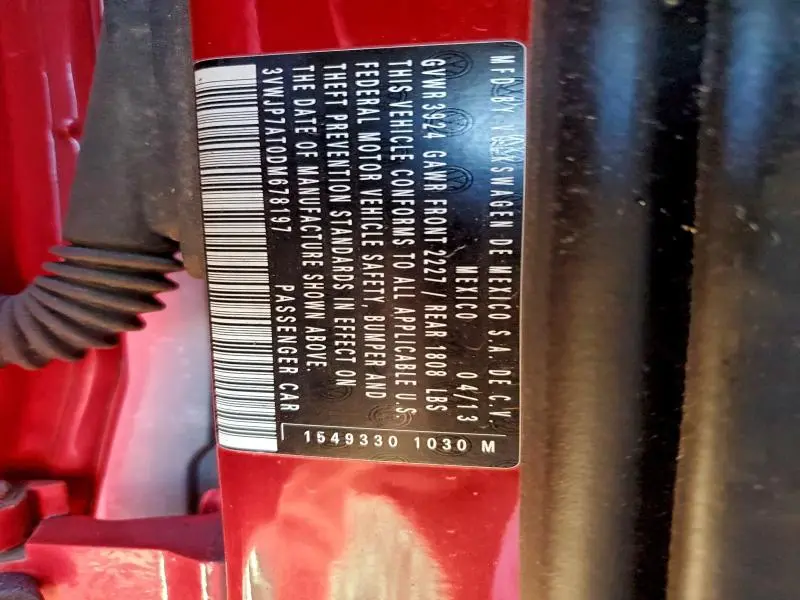 MFD BY VOLKSWAGEN DE MEXICO S.A. DE C.V
MEXICO 04/13
GVWR 3924 GAWR FRONT 2227 / REAR 1808 LBS
THIS VEHICLE CONFORMS TO ALL APPLICABLE U.S.
FEDERAL MOTOR VEHICLE SAFETY, BUMPER AND
THEFT PREVENTION STANDARDS IN EFFECT ON
THE DATE OF MANUFACTURE SHOWN ABOVE.
3VWJP7AT0DM678197 PASSENGER CAR
1549330 1030 M